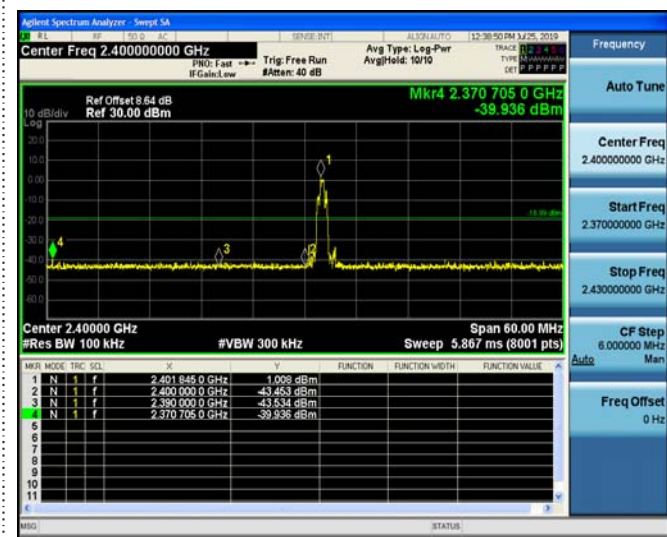 Agilent Spectrum Analyzer - Swept SA
RL RF 50 Ω AC SENSE:INT ALIGN AUTO 12:38:50 PM Jul 25, 2019
Center Freq 2.400000000 GHz
PNO: Fast
IFGain:Low
Trig: Free Run
#Atten: 40 dB
Avg Type: Log-Pwr
Avg|Hold: 10/10
TRACE 1 2 3 4 5 6
TYPE
DET P P P P P P
Ref Offset 8.64 dB
Ref 30.00 dBm
10 dB/div
Log
Mkr4 2.370 705 0 GHz
-39.936 dBm
20.0
10.0
0.00
-10.0
-20.0
-30.0
-40.0
-50.0
-60.0
1
2
3
4
-18.99 dBm
Center 2.40000 GHz Span 60.00 MHz
#Res BW 100 kHz #VBW 300 kHz Sweep 5.867 ms (8001 pts)
MKR MODE TRC SCL X Y FUNCTION FUNCTION WIDTH FUNCTION VALUE
1 N 1 f 2.401 845 0 GHz 1.008 dBm
2 N 1 f 2.400 000 0 GHz -43.453 dBm
3 N 1 f 2.390 000 0 GHz -43.534 dBm
4 N 1 f 2.370 705 0 GHz -39.936 dBm
5
6
7
8
9
10
11
MSG STATUS
Frequency
Auto Tune
Center Freq
2.400000000 GHz
Start Freq
2.370000000 GHz
Stop Freq
2.430000000 GHz
CF Step
6.000000 MHz
Auto Man
Freq Offset
0 Hz